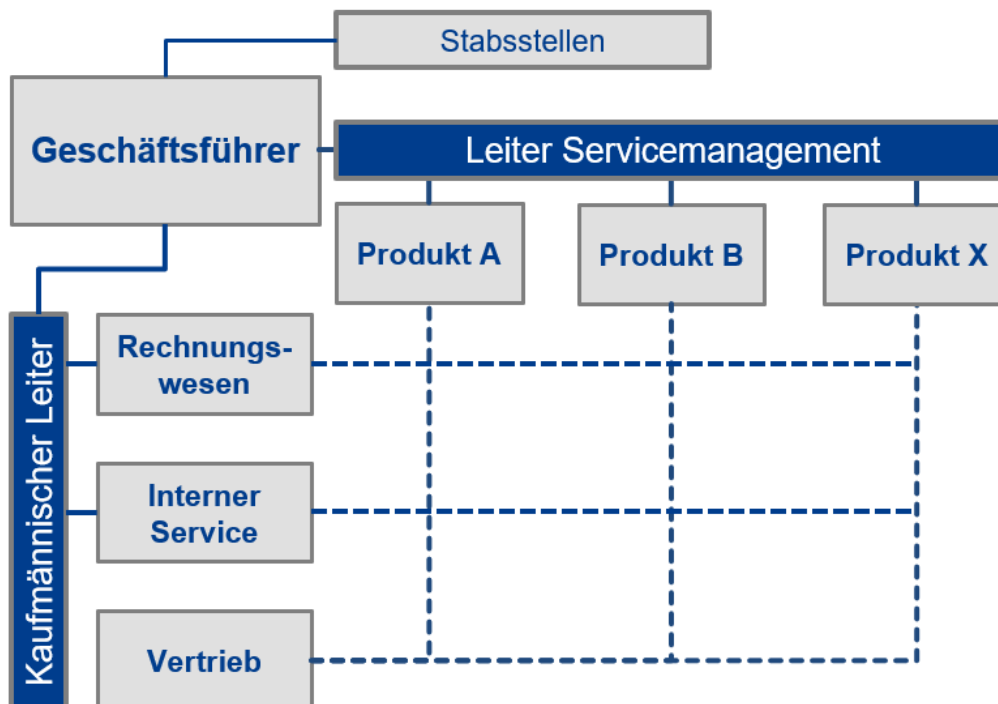 Stabsstellen
Geschäftsführer
Leiter Servicemanagement
Produkt A
Produkt B
Produkt X
Kaufmännischer Leiter
Rechnungs-
wesen
Interner
Service
Vertrieb